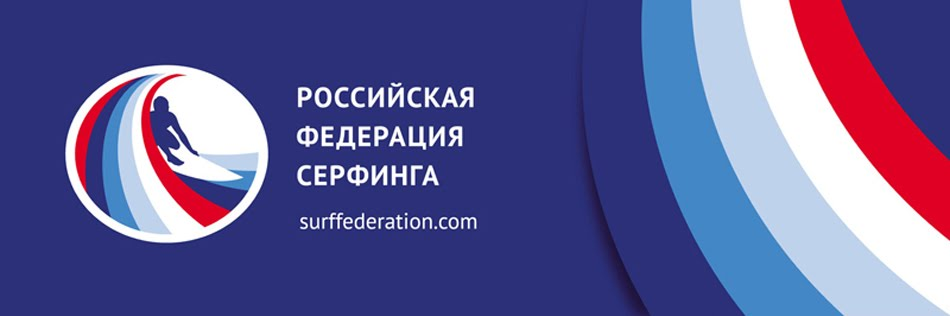 РОССИЙСКАЯ
ФЕДЕРАЦИЯ
СЕРФИНГА
surffederation.com